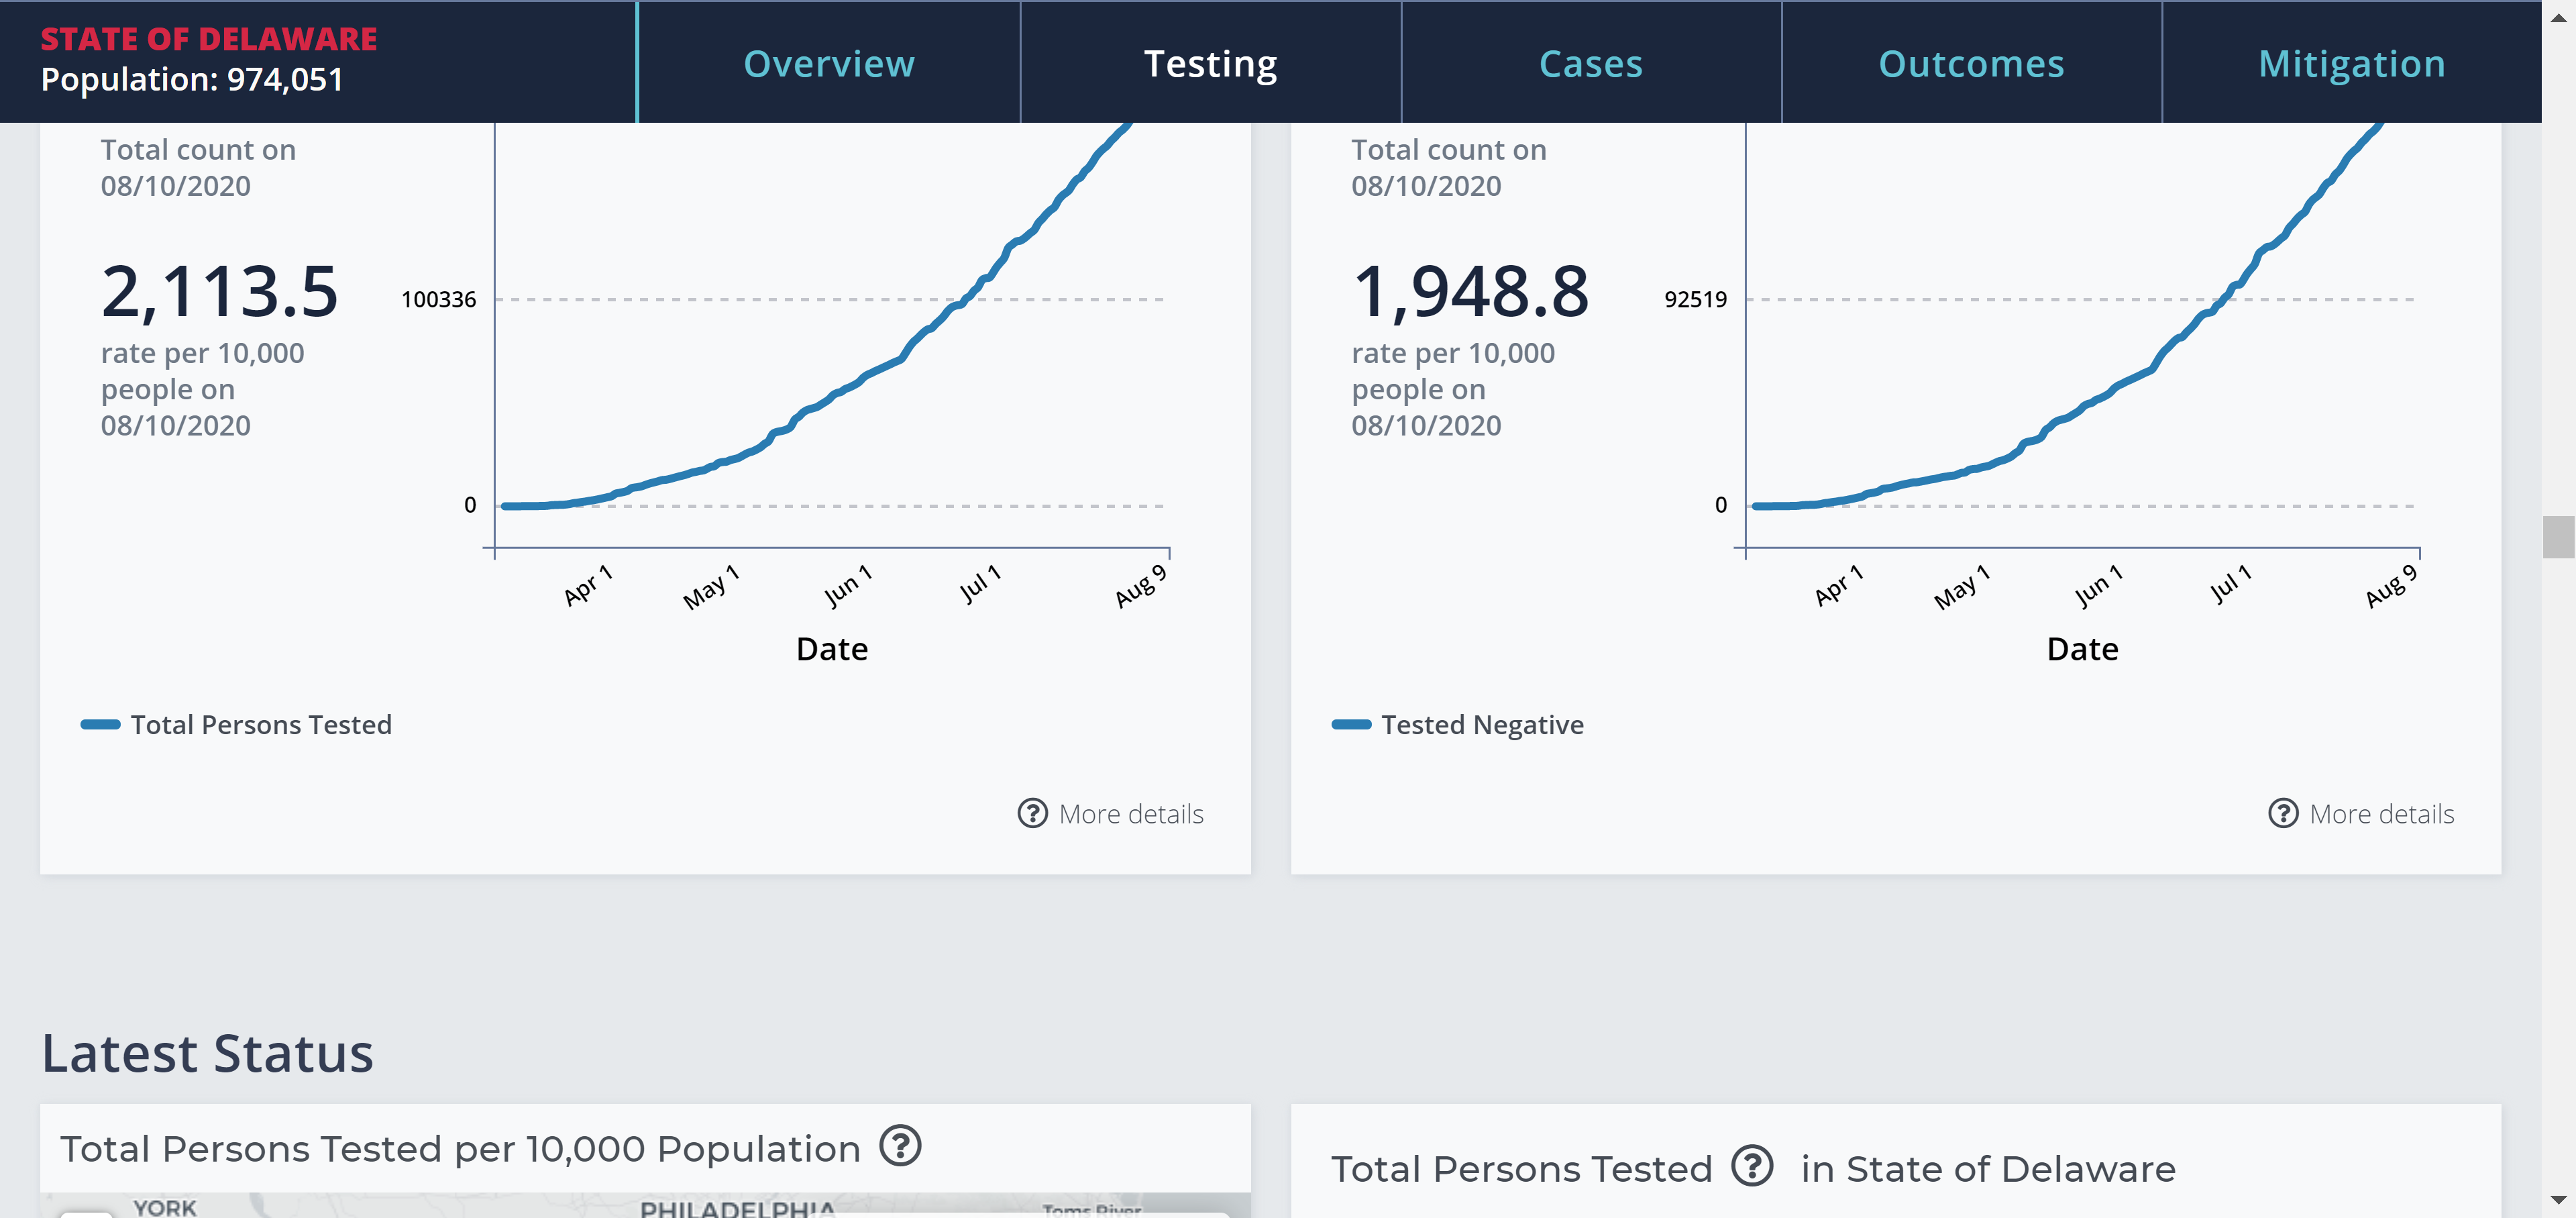 STATE OF DELAWARE
Population: 974,051
Overview
Testing
Cases
Outcomes
Mitigation
Total count on
08/10/2020
2,113.5
rate per 10,000
people on
08/10/2020
100336
0
Apr 1
May 1
Jun 1
Jul 1
Aug 9
Date
Total Persons Tested
? More details
Total count on
08/10/2020
1,948.8
rate per 10,000
people on
08/10/2020
92519
0
Apr 1
May 1
Jun 1
Jul 1
Aug 9
Date
Tested Negative
? More details
Latest Status
Total Persons Tested per 10,000 Population ?
YORK
PHILADELPHIA
Toms River
Total Persons Tested ? in State of Delaware